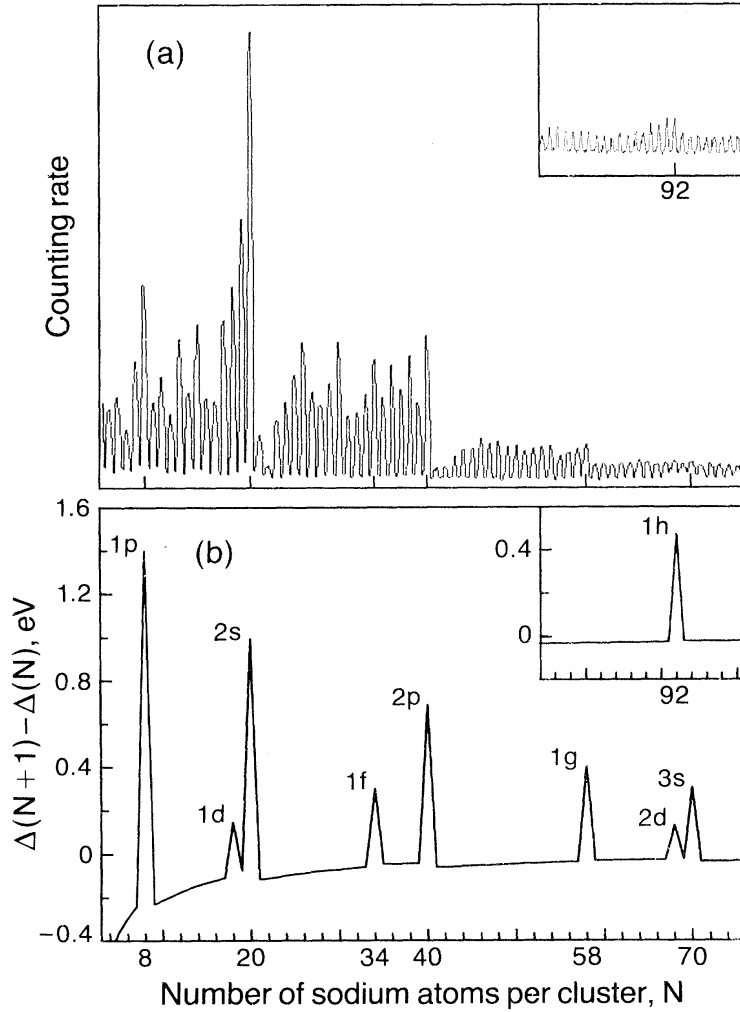 (a)
Counting rate
92
1.6
1.2
0.8
0.4
0
−0.4
Δ(N + 1) − Δ(N), eV
(b)
1p
1d
2s
1f
2p
1g
2d
3s
0.4
0
1h
92
8 20 34 40 58 70
Number of sodium atoms per cluster, N